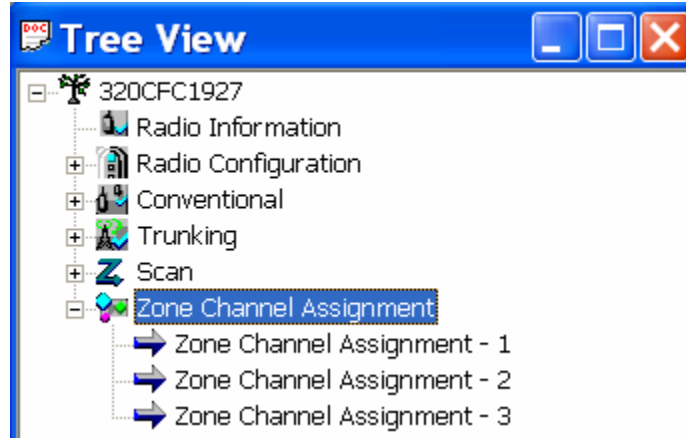 DOC
Tree View
320CFC1927
Radio Information
Radio Configuration
Conventional
Trunking
Scan
Zone Channel Assignment
Zone Channel Assignment - 1
Zone Channel Assignment - 2
Zone Channel Assignment - 3